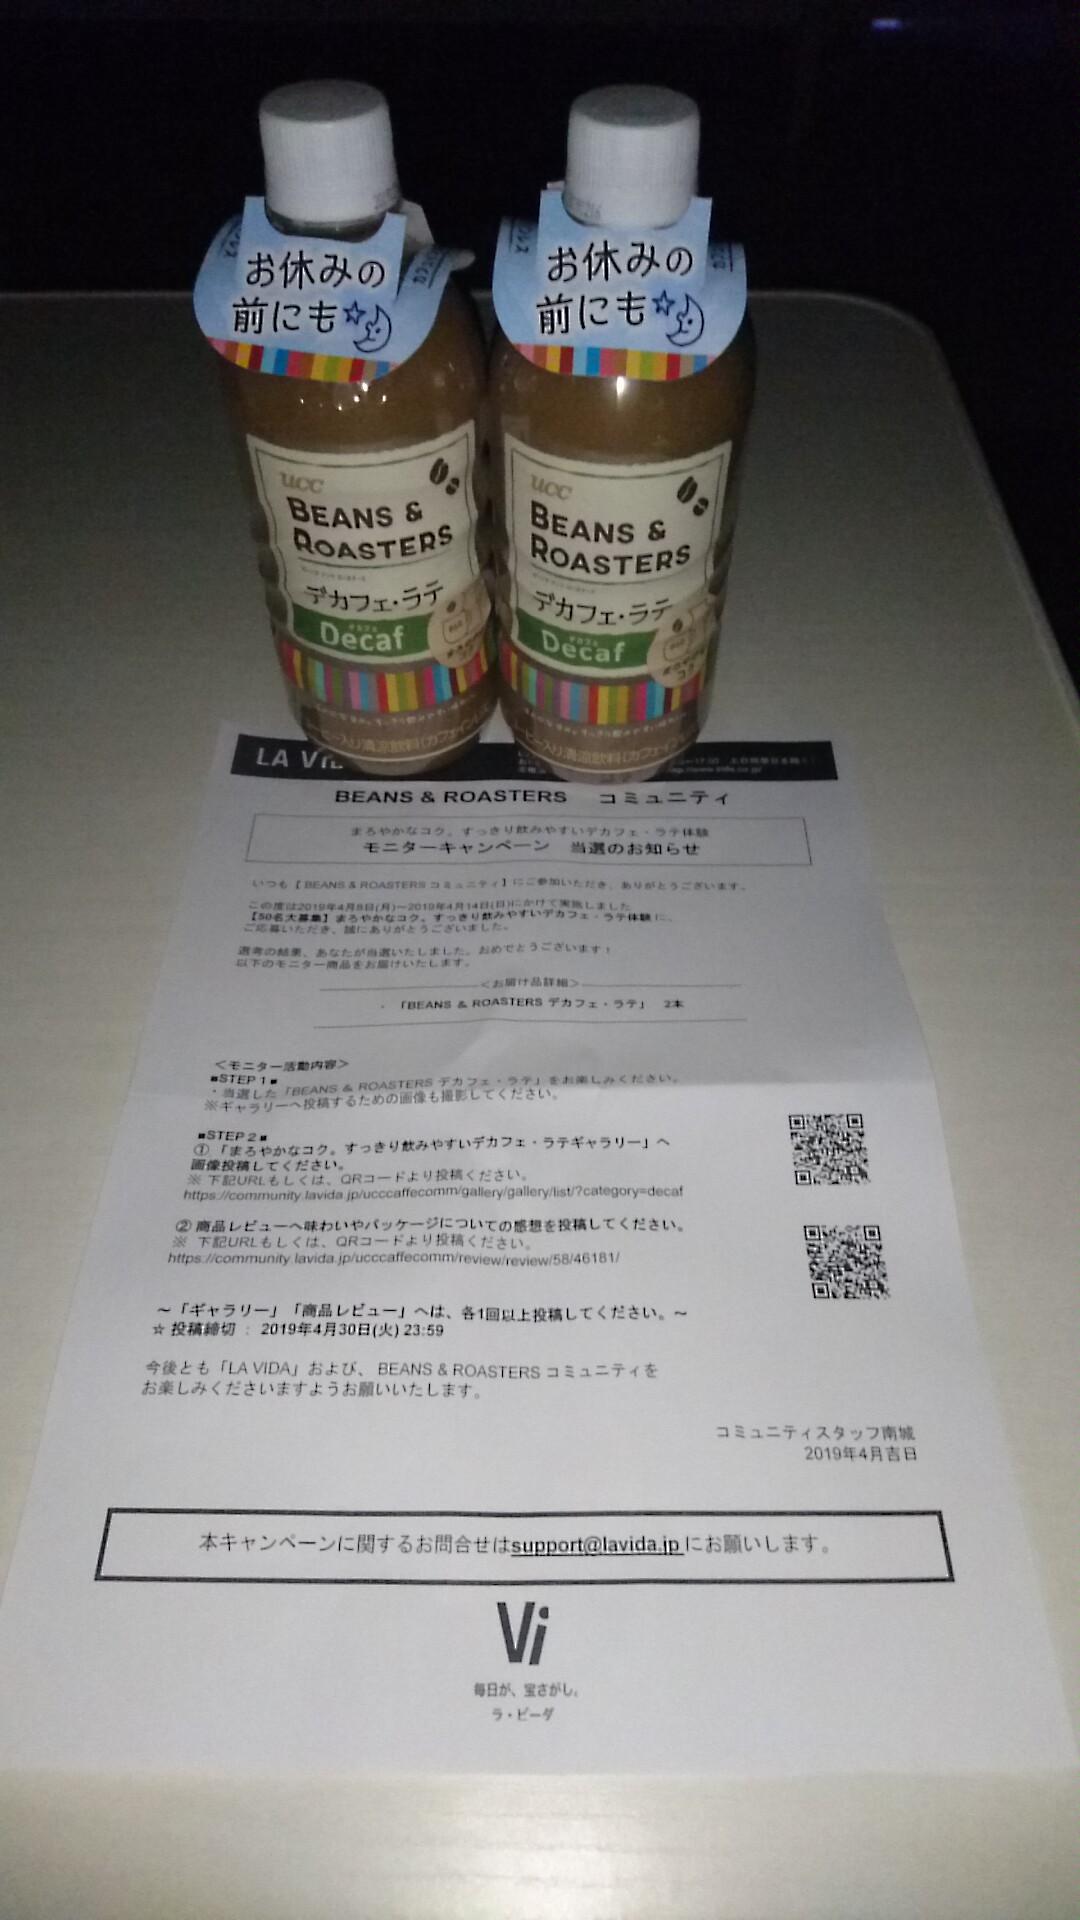 お休みの
前にも
お休みの
前にも
ucc
BEANS &
ROASTERS
デカフェ・ラテ
Decaf
ucc
BEANS &
ROASTERS
デカフェ・ラテ
Decaf
LA
BEANS & ROASTERS コミュニティ
まろやかなコク。すっきり飲みやすいデカフェ・ラテ体験
モニターキャンペーン 当選のお知らせ
いつも【 BEANS & ROASTERS コミュニティ】にご参加いただき、ありがとうございます。
この度は2019年4月8日(月)〜2019年4月14日(日)にかけて実施しました
【50名大募集】まろやかなコク。すっきり飲みやすいデカフェ・ラテ体験 に、
ご応募いただき、誠にありがとうございました。
選考の結果、あなたが当選いたしました。おめでとうございます！
以下のモニター商品をお届けいたします。
＜お届け品詳細＞
・ 「BEANS & ROASTERS デカフェ・ラテ」 2本
＜モニター活動内容＞
■STEP 1■
・当選した「BEANS & ROASTERS デカフェ・ラテ」をお楽しみください。
※ギャラリーへ投稿するための画像も撮影してください。
■STEP 2■
① 「まろやかなコク。すっきり飲みやすいデカフェ・ラテギャラリー」へ
画像投稿してください。
※ 下記URLもしくは、QRコードより投稿ください。
https://community.lavida.jp/ucccaffecomm/gallery/gallery/list/?category=decaf
② 商品レビューへ味わいやパッケージについての感想を投稿してください。
※ 下記URLもしくは、QRコードより投稿ください。
https://community.lavida.jp/ucccaffecomm/review/review/58/46181/
〜「ギャラリー」「商品レビュー」へは、各1回以上投稿してください。〜
☆ 投稿締切 ： 2019年4月30日(火) 23:59
今後とも「LA VIDA」および、 BEANS & ROASTERS コミュニティを
お楽しみくださいますようお願いいたします。
コミュニティスタッフ南城
2019年4月吉日
本キャンペーンに関するお問合せはsupport@lavida.jp にお願いします。
Vi
毎日が、宝さがし。
ラ・ビーダ